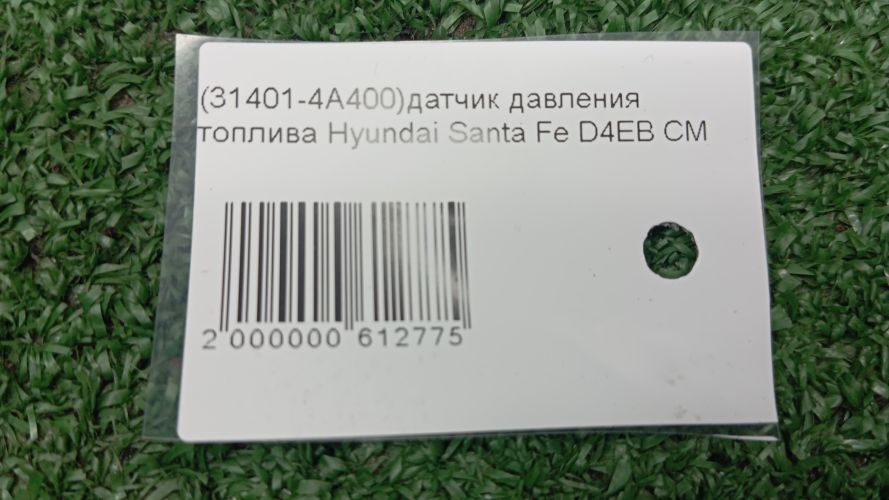 (31401-4A400)датчик давления
топлива Hyundai Santa Fe D4EB CM
2 000000 612775